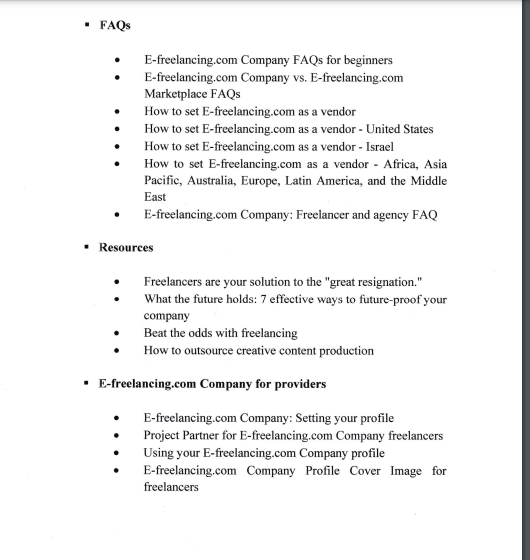 ▪ FAQs
• E-freelancing.com Company FAQs for beginners
• E-freelancing.com Company vs. E-freelancing.com
Marketplace FAQs
• How to set E-freelancing.com as a vendor
• How to set E-freelancing.com as a vendor - United States
• How to set E-freelancing.com as a vendor - Israel
• How to set E-freelancing.com as a vendor - Africa, Asia
Pacific, Australia, Europe, Latin America, and the Middle
East
• E-freelancing.com Company: Freelancer and agency FAQ
▪ Resources
• Freelancers are your solution to the "great resignation."
• What the future holds: 7 effective ways to future-proof your
company
• Beat the odds with freelancing
• How to outsource creative content production
▪ E-freelancing.com Company for providers
• E-freelancing.com Company: Setting your profile
• Project Partner for E-freelancing.com Company freelancers
• Using your E-freelancing.com Company profile
• E-freelancing.com Company Profile Cover Image for
freelancers